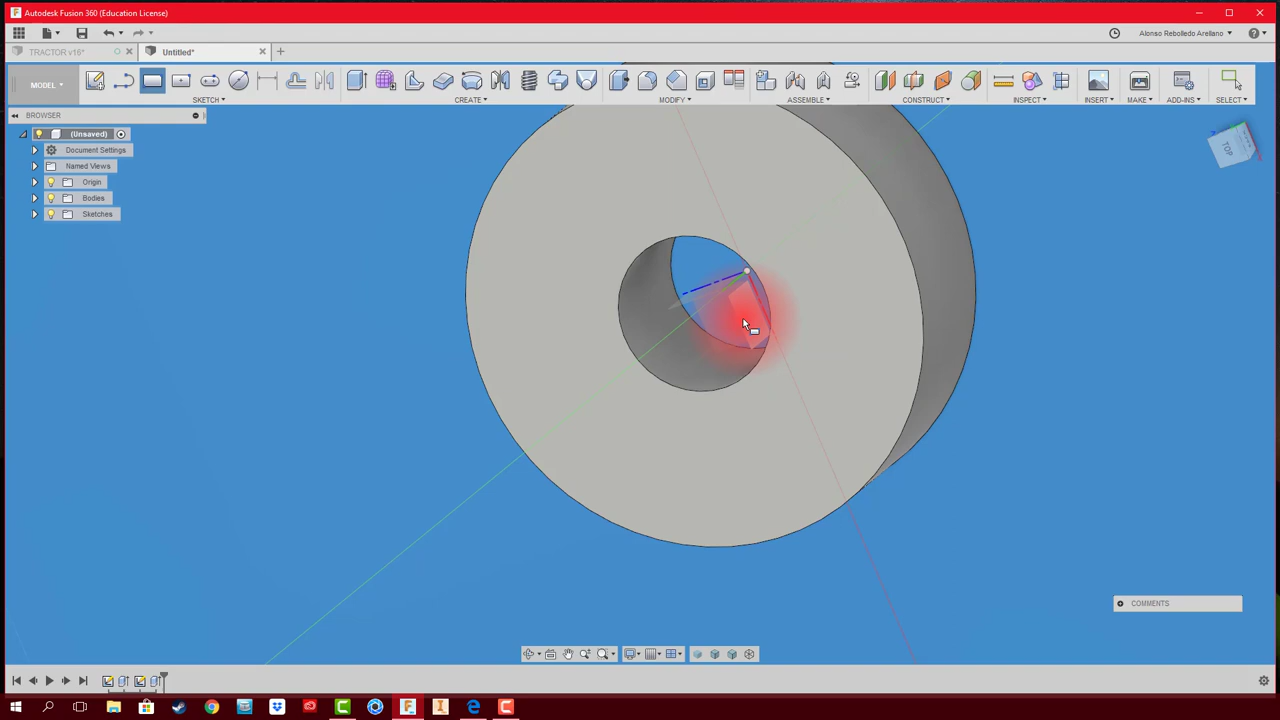 Autodesk Fusion 360 (Education License)
Alonso Rebolledo Arellano
TRACTOR v16*
Untitled*
MODEL
SKETCH
CREATE
MODIFY
ASSEMBLE
CONSTRUCT
INSPECT
INSERT
MAKE
ADD-INS
SELECT
BROWSER
(Unsaved)
Document Settings
Named Views
Origin
Bodies
Sketches
TOP
COMMENTS